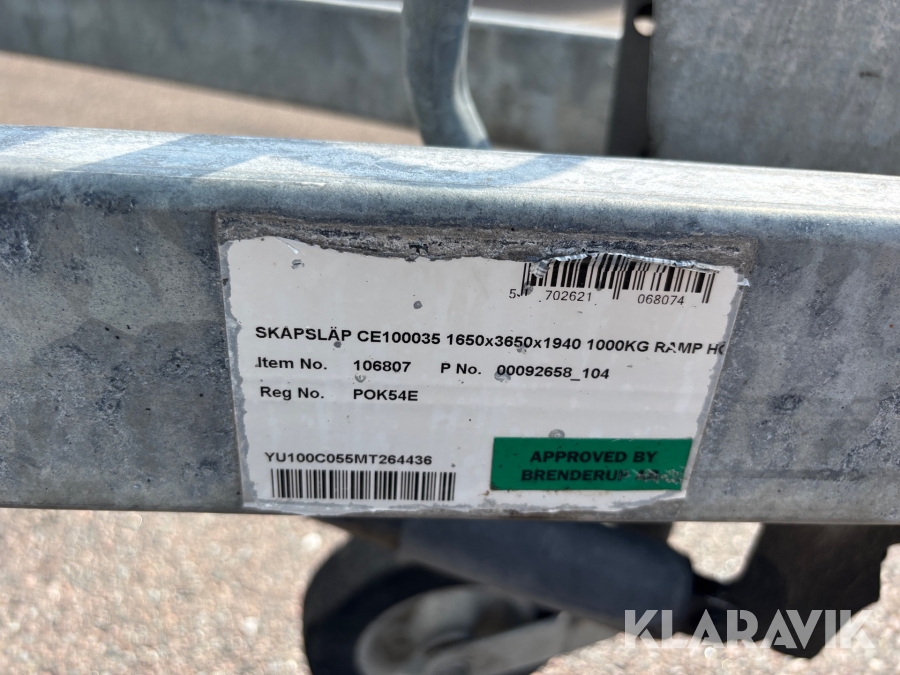 5 702621 068074
SKAPSLÄP CE100035 1650x3650x1940 1000KG RAMP
Item No. 106807 P No. 00092658_104
Reg No. POK54E
YU100C055MT264436
APPROVED BY
KLARAVIK